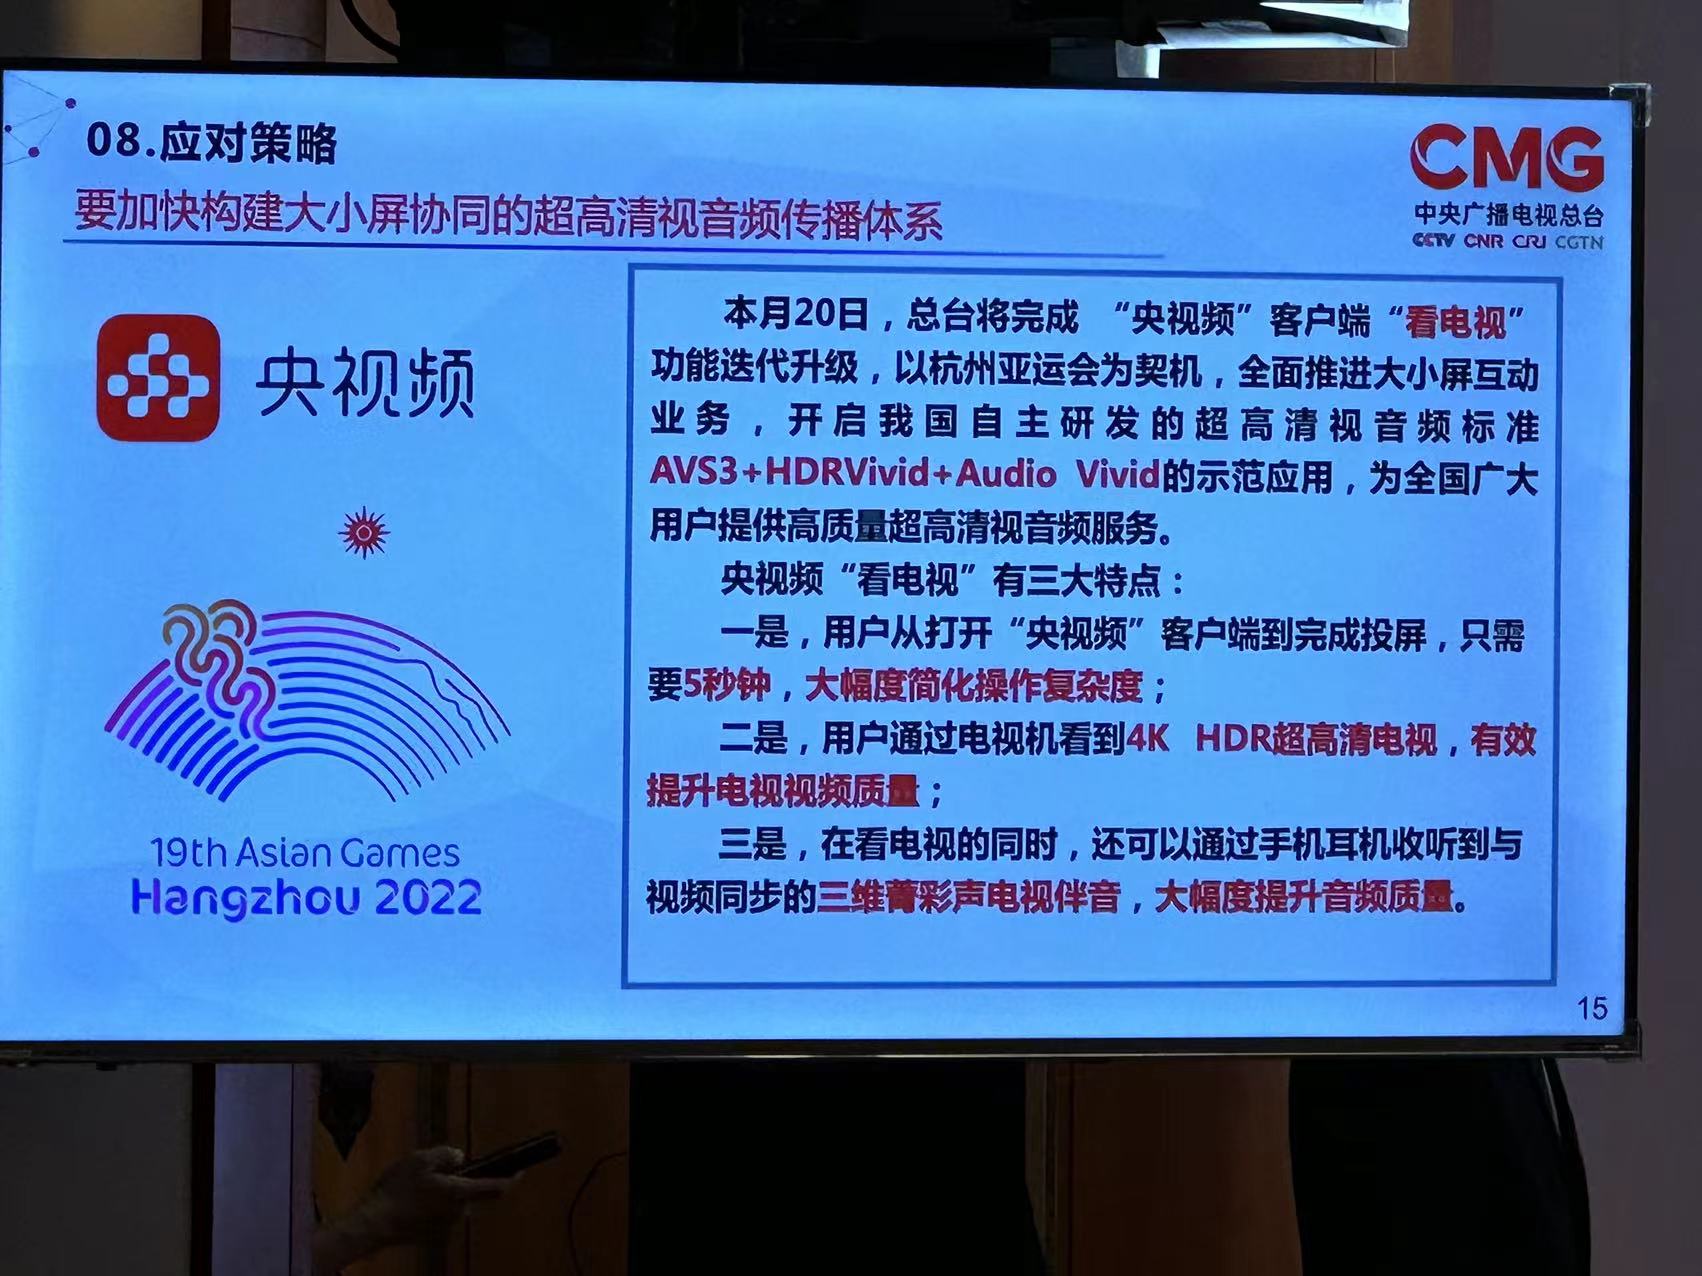 08.应对策略
要加快构建大小屏协同的超高清视音频传播体系
CMG
中央广播电视总台
CCTV CNR CRI CGTN
央视频
19th Asian Games
Hangzhou 2022
本月20日，总台将完成 “央视频”客户端“看电视”
功能迭代升级，以杭州亚运会为契机，全面推进大小屏互动
业务，开启我国自主研发的超高清视音频标准
AVS3+HDRVivid+Audio Vivid的示范应用，为全国广大
用户提供高质量超高清视音频服务。
央视频“看电视”有三大特点：
一是，用户从打开“央视频”客户端到完成投屏，只需
要5秒钟，大幅度简化操作复杂度；
二是，用户通过电视机看到4K HDR超高清电视，有效
提升电视视频质量；
三是，在看电视的同时，还可以通过手机耳机收听到与
视频同步的三维菁彩声电视伴音，大幅度提升音频质量。
15